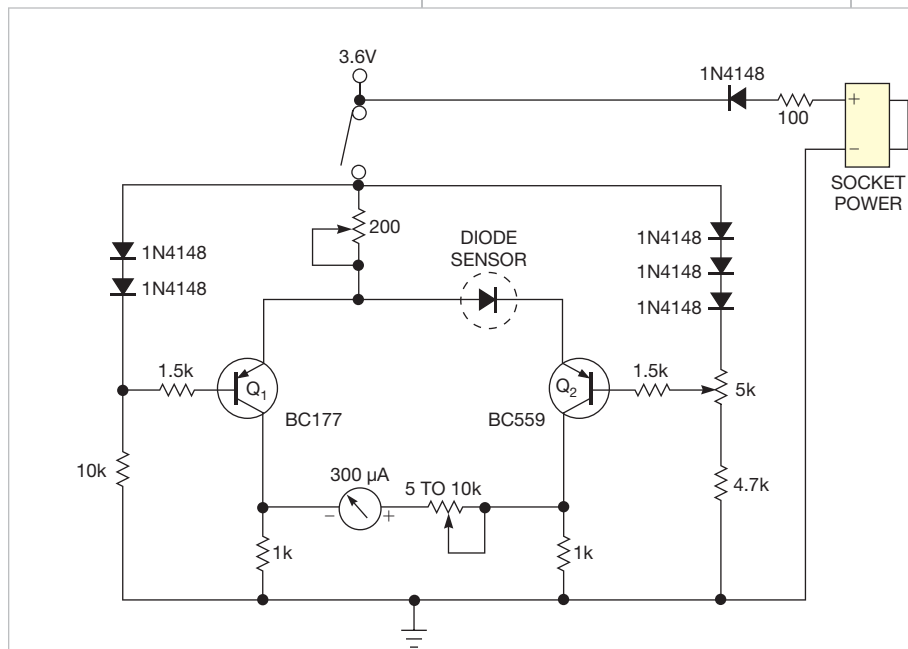 3.6V
1N4148
100
+
−
SOCKET
POWER
200
DIODE
SENSOR
1N4148
1N4148
1N4148
1N4148
1N4148
1.5k
Q1
BC177
Q2
BC559
1.5k
5k
10k
300 µA
− +
5 TO 10k
4.7k
1k
1k